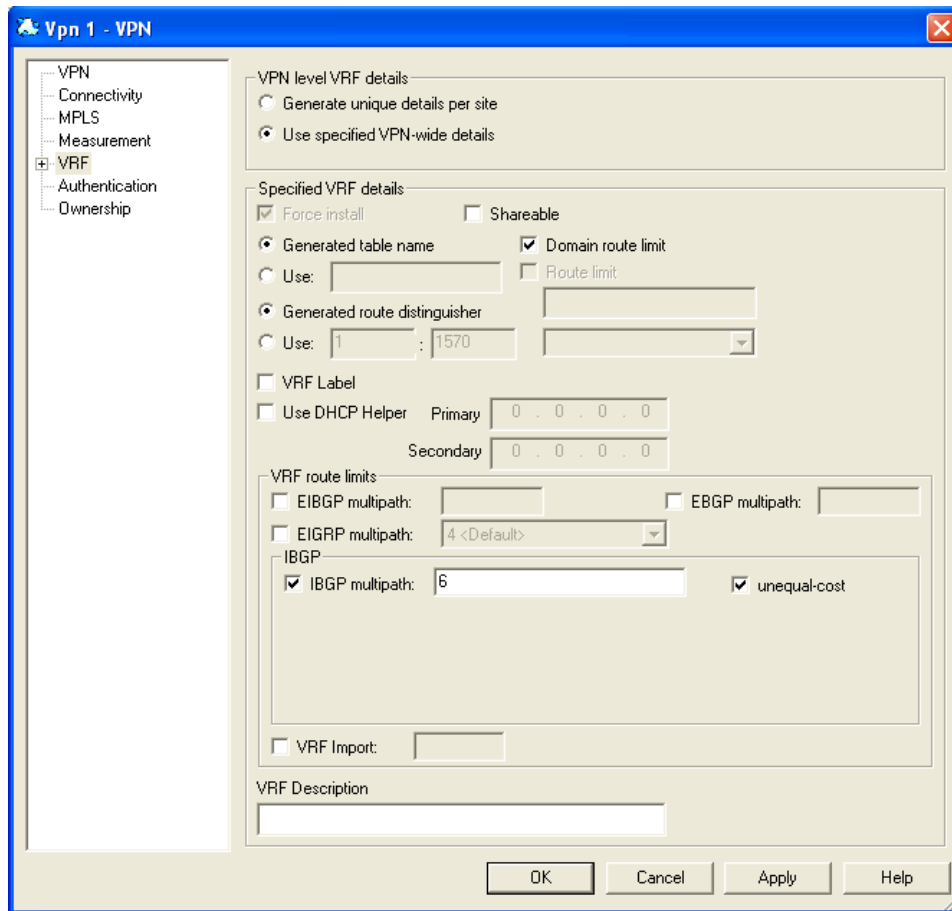 Vpn 1 - VPN
VPN
Connectivity
MPLS
Measurement
VRF
Authentication
Ownership
VPN level VRF details
Generate unique details per site
Use specified VPN-wide details
Specified VRF details
Force install Shareable
Generated table name Domain route limit
Use: Route limit
Generated route distinguisher
Use: 1 : 1570
VRF Label
Use DHCP Helper Primary 0 . 0 . 0 . 0
Secondary 0 . 0 . 0 . 0
VRF route limits
EIBGP multipath: EBGP multipath:
EIGRP multipath: 4 <Default>
IBGP
IBGP multipath: 6 unequal-cost
VRF Import:
VRF Description
OK Cancel Apply Help